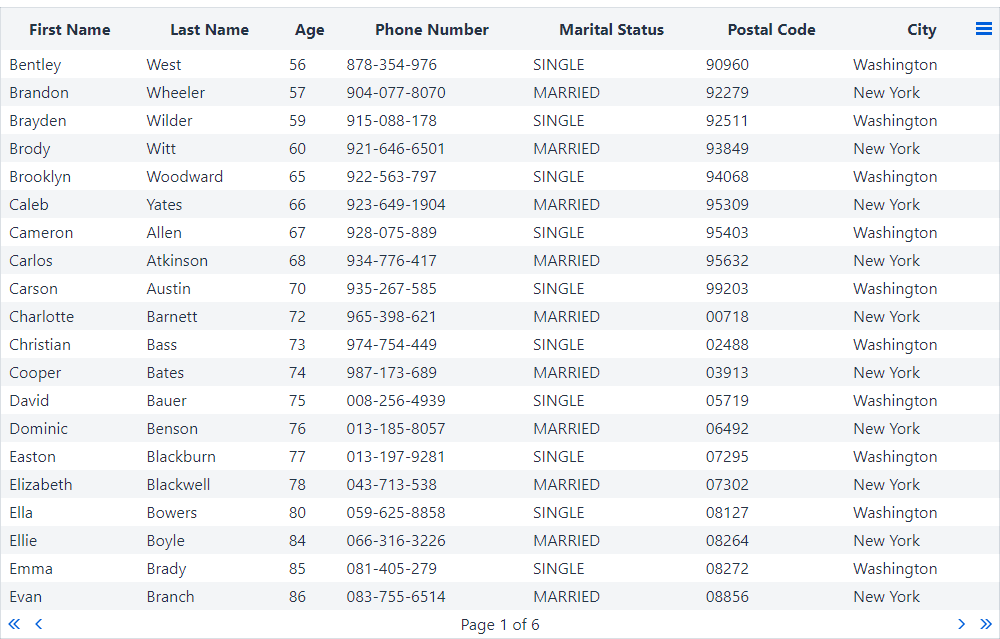 First Name Last Name Age Phone Number Marital Status Postal Code City
Bentley West 56 878-354-976 SINGLE 90960 Washington
Brandon Wheeler 57 904-077-8070 MARRIED 92279 New York
Brayden Wilder 59 915-088-178 SINGLE 92511 Washington
Brody Witt 60 921-646-6501 MARRIED 93849 New York
Brooklyn Woodward 65 922-563-797 SINGLE 94068 Washington
Caleb Yates 66 923-649-1904 MARRIED 95309 New York
Cameron Allen 67 928-075-889 SINGLE 95403 Washington
Carlos Atkinson 68 934-776-417 MARRIED 95632 New York
Carson Austin 70 935-267-585 SINGLE 99203 Washington
Charlotte Barnett 72 965-398-621 MARRIED 00718 New York
Christian Bass 73 974-754-449 SINGLE 02488 Washington
Cooper Bates 74 987-173-689 MARRIED 03913 New York
David Bauer 75 008-256-4939 SINGLE 05719 Washington
Dominic Benson 76 013-185-8057 MARRIED 06492 New York
Easton Blackburn 77 013-197-9281 SINGLE 07295 Washington
Elizabeth Blackwell 78 043-713-538 MARRIED 07302 New York
Ella Bowers 80 059-625-8858 SINGLE 08127 Washington
Ellie Boyle 84 066-316-3226 MARRIED 08264 New York
Emma Brady 85 081-405-279 SINGLE 08272 Washington
Evan Branch 86 083-755-6514 MARRIED 08856 New York
Page 1 of 6